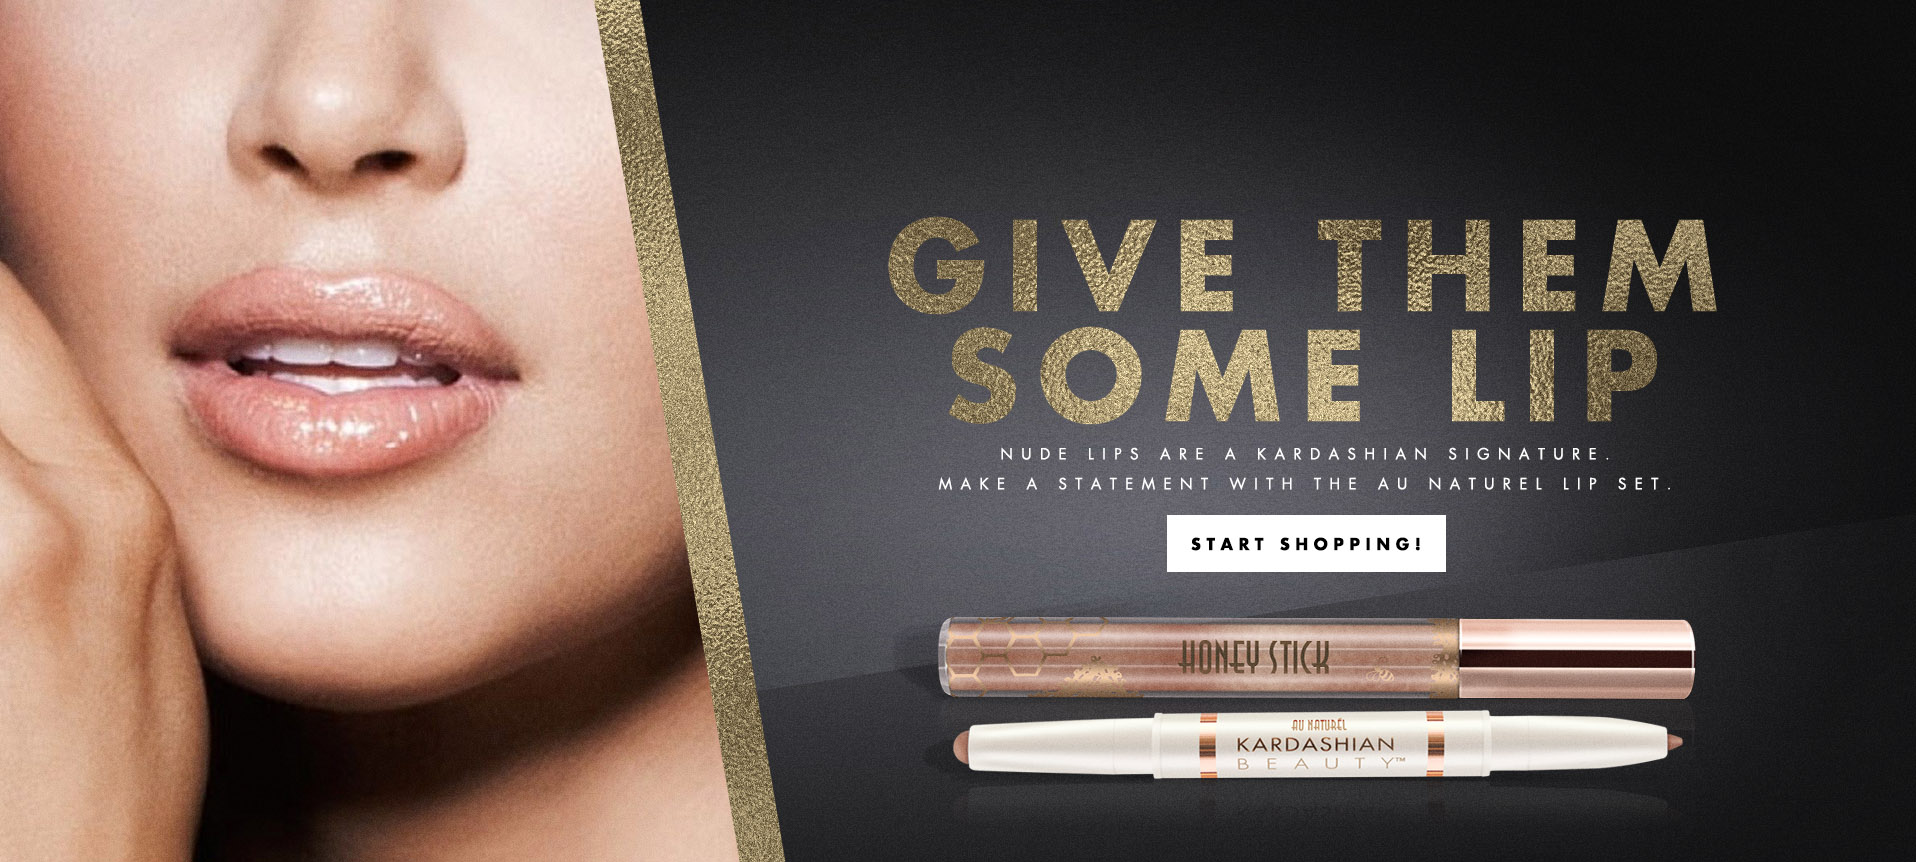 GIVE THEM
SOME LIP
NUDE LIPS ARE A KARDASHIAN SIGNATURE.
MAKE A STATEMENT WITH THE AU NATUREL LIP SET.
START SHOPPING!
HONEY STICK
AU NATURÉL
KARDASHIAN
BEAUTY™